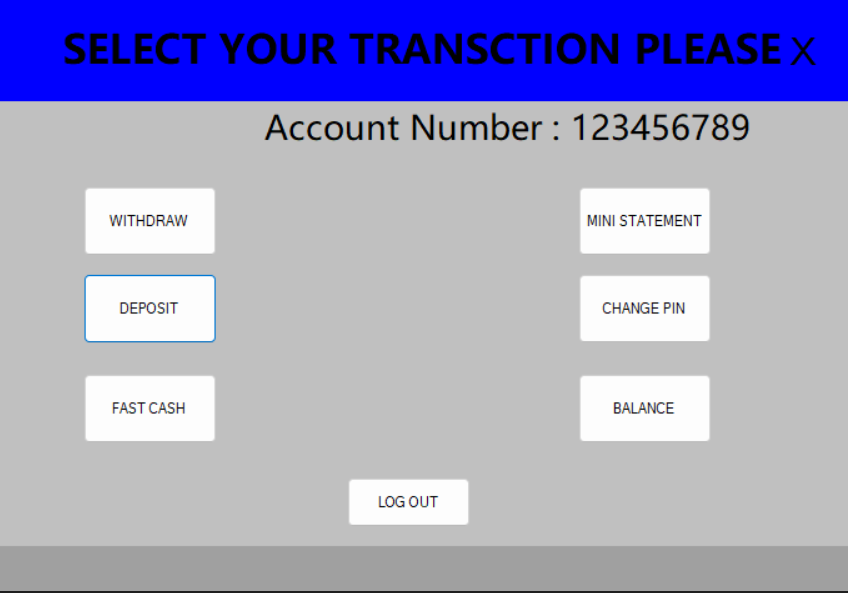 SELECT YOUR TRANSCTION PLEASE X
Account Number : 123456789
WITHDRAW
MINI STATEMENT
DEPOSIT
CHANGE PIN
FAST CASH
BALANCE
LOG OUT